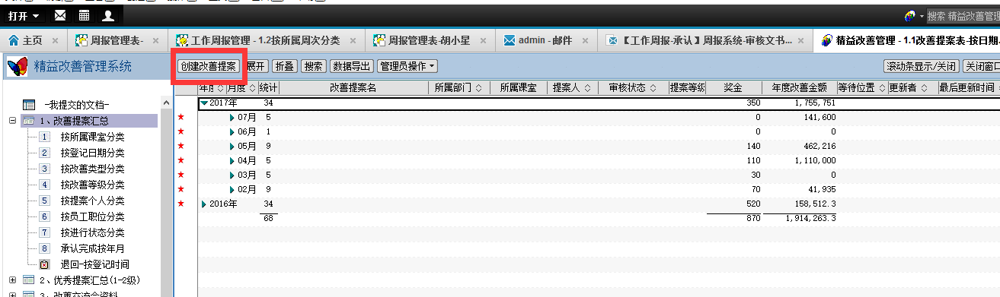 打开
搜索 精益改善管理
主页 周报管理表- 工作周报管理 - 1.2按所属周次分类 周报管理表-胡小星 admin - 邮件 【工作周报-承认】周报系统-审核文书... 精益改善管理 - 1.1改善提案表-按日期.
精益改善管理系统
创建改善提案 展开 折叠 搜索 数据导出 管理员操作 滚动条显示/关闭 关闭窗口
年度 月度 统计 改善提案名 所属部门 所属课室 提案人 审核状态 提案等级 奖金 年度改善金额 等待位置 更新者 最后更新时间
2017年 34 350 1,755,751
07月 5 0 141,600
06月 1 0 0
05月 9 140 462,216
04月 5 110 1,110,000
03月 5 30 0
02月 9 70 41,935
2016年 34 520 158,512.3
68 870 1,914,263.3
-我提交的文档-
1、改善提案汇总
1 按所属课室分类
2 按登记日期分类
3 按改善类型分类
4 按改善等级分类
5 按提案个人分类
6 按员工职位分类
7 按进行状态分类
8 承认完成按年月
退回-按登记时间
2、优秀提案汇总(1-2级)
3、改善交流会资料